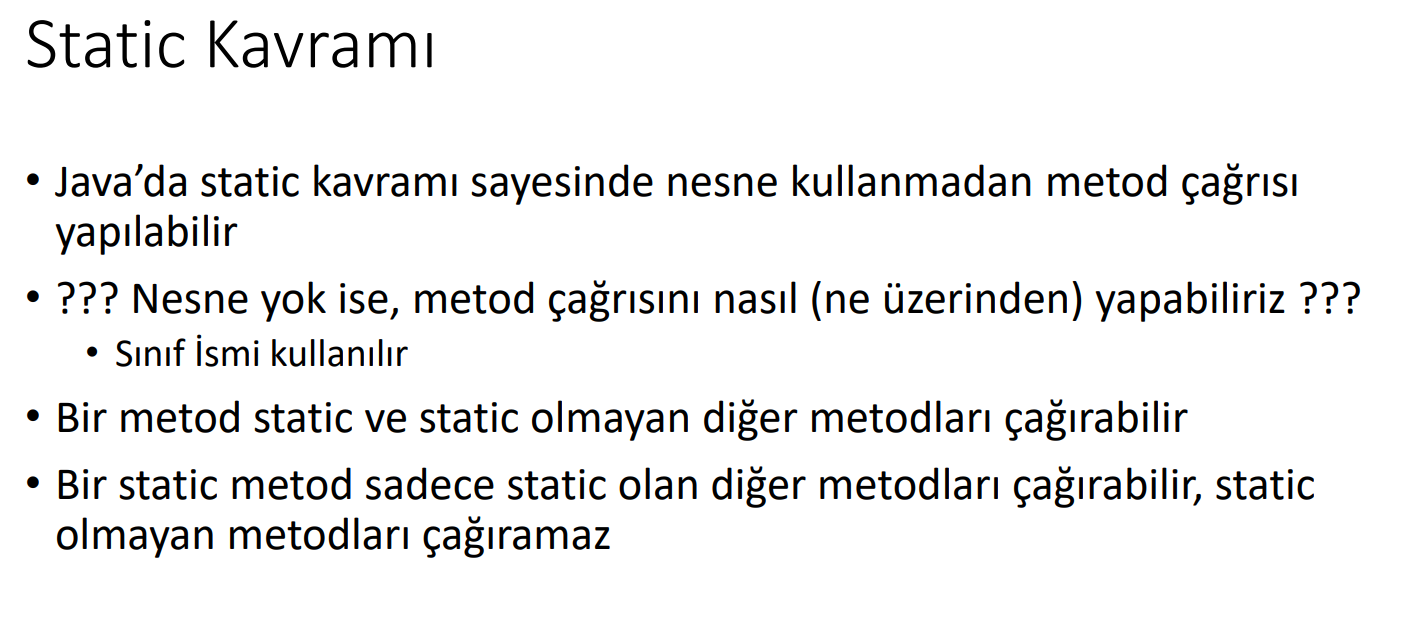 Static Kavramı
• Java’da static kavramı sayesinde nesne kullanmadan metod çağrısı
yapılabilir
• ??? Nesne yok ise, metod çağrısını nasıl (ne üzerinden) yapabiliriz ???
• Sınıf İsmi kullanılır
• Bir metod static ve static olmayan diğer metodları çağırabilir
• Bir static metod sadece static olan diğer metodları çağırabilir, static
olmayan metodları çağıramaz